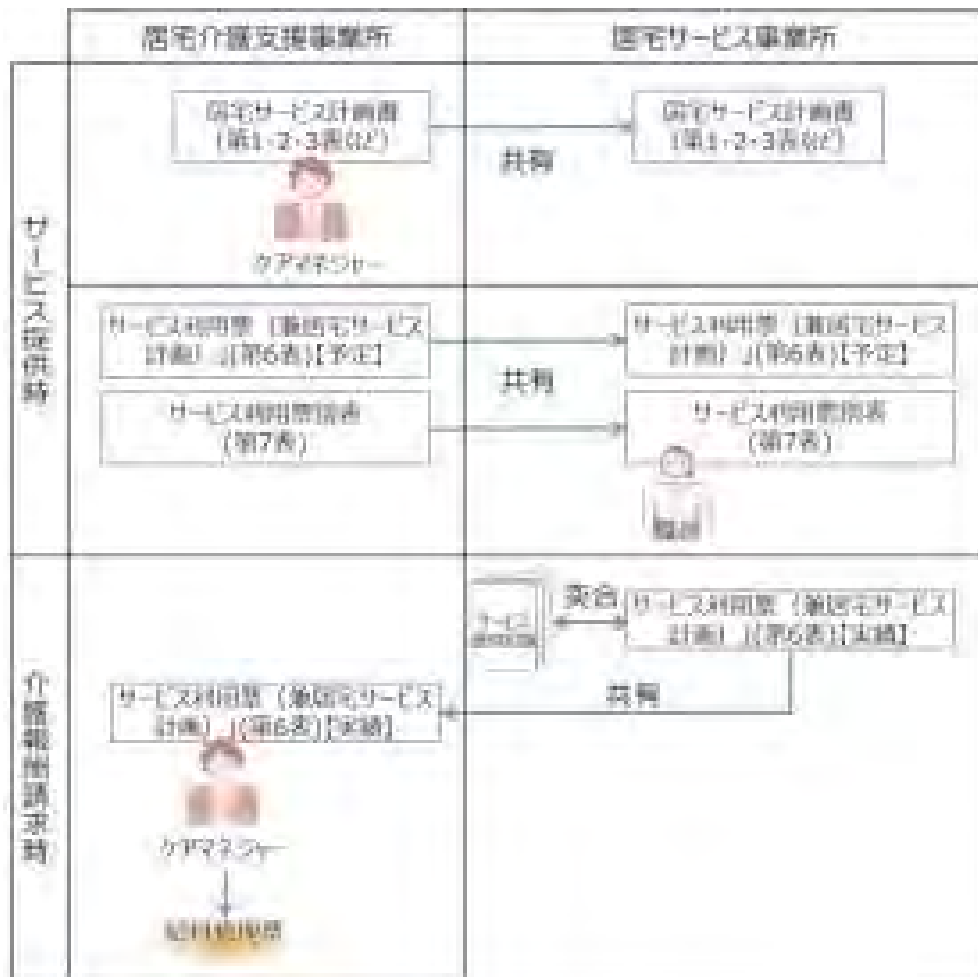 居宅介護支援事業所
居宅サービス事業所
サービス提供時
居宅サービス計画書
(第1・2・3表など)
共有
居宅サービス計画書
(第1・2・3表など)
ケアマネジャー
サービス利用票(兼居宅サービス
計画)」(第6表)【予定】
共有
サービス利用票(兼居宅サービス
計画)」(第6表)【予定】
サービス利用票別表
(第7表)
サービス利用票別表
(第7表)
介護報酬請求時
サービス
突合
サービス利用票(兼居宅サービス
計画)」(第6表)【実績】
共有
サービス利用票(兼居宅サービス
計画)」(第6表)【実績】
ケアマネジャー
給付管理票